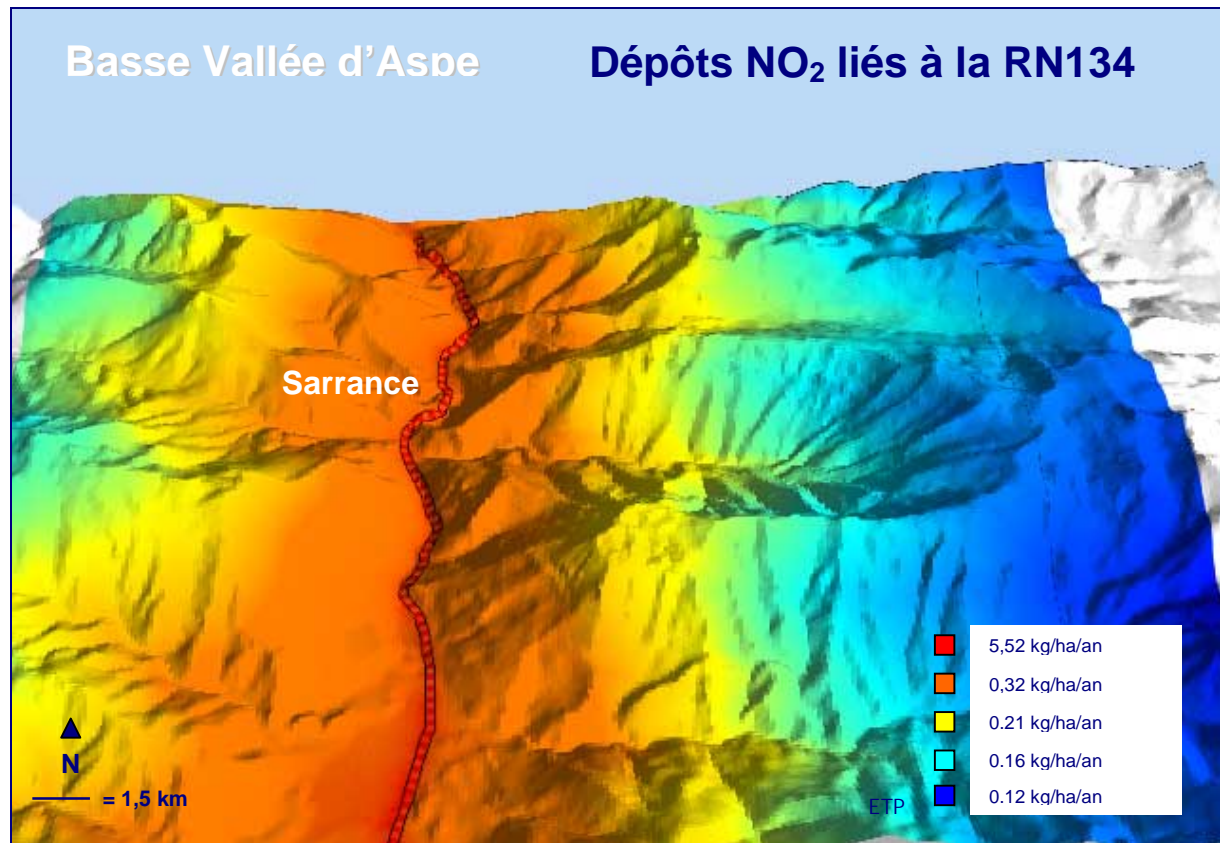 Basse Vallée d'Aspe
Dépôts NO₂ liés à la RN134
Sarrance
N
= 1,5 km
5,52 kg/ha/an
0,32 kg/ha/an
0.21 kg/ha/an
0.16 kg/ha/an
0.12 kg/ha/an
ETP